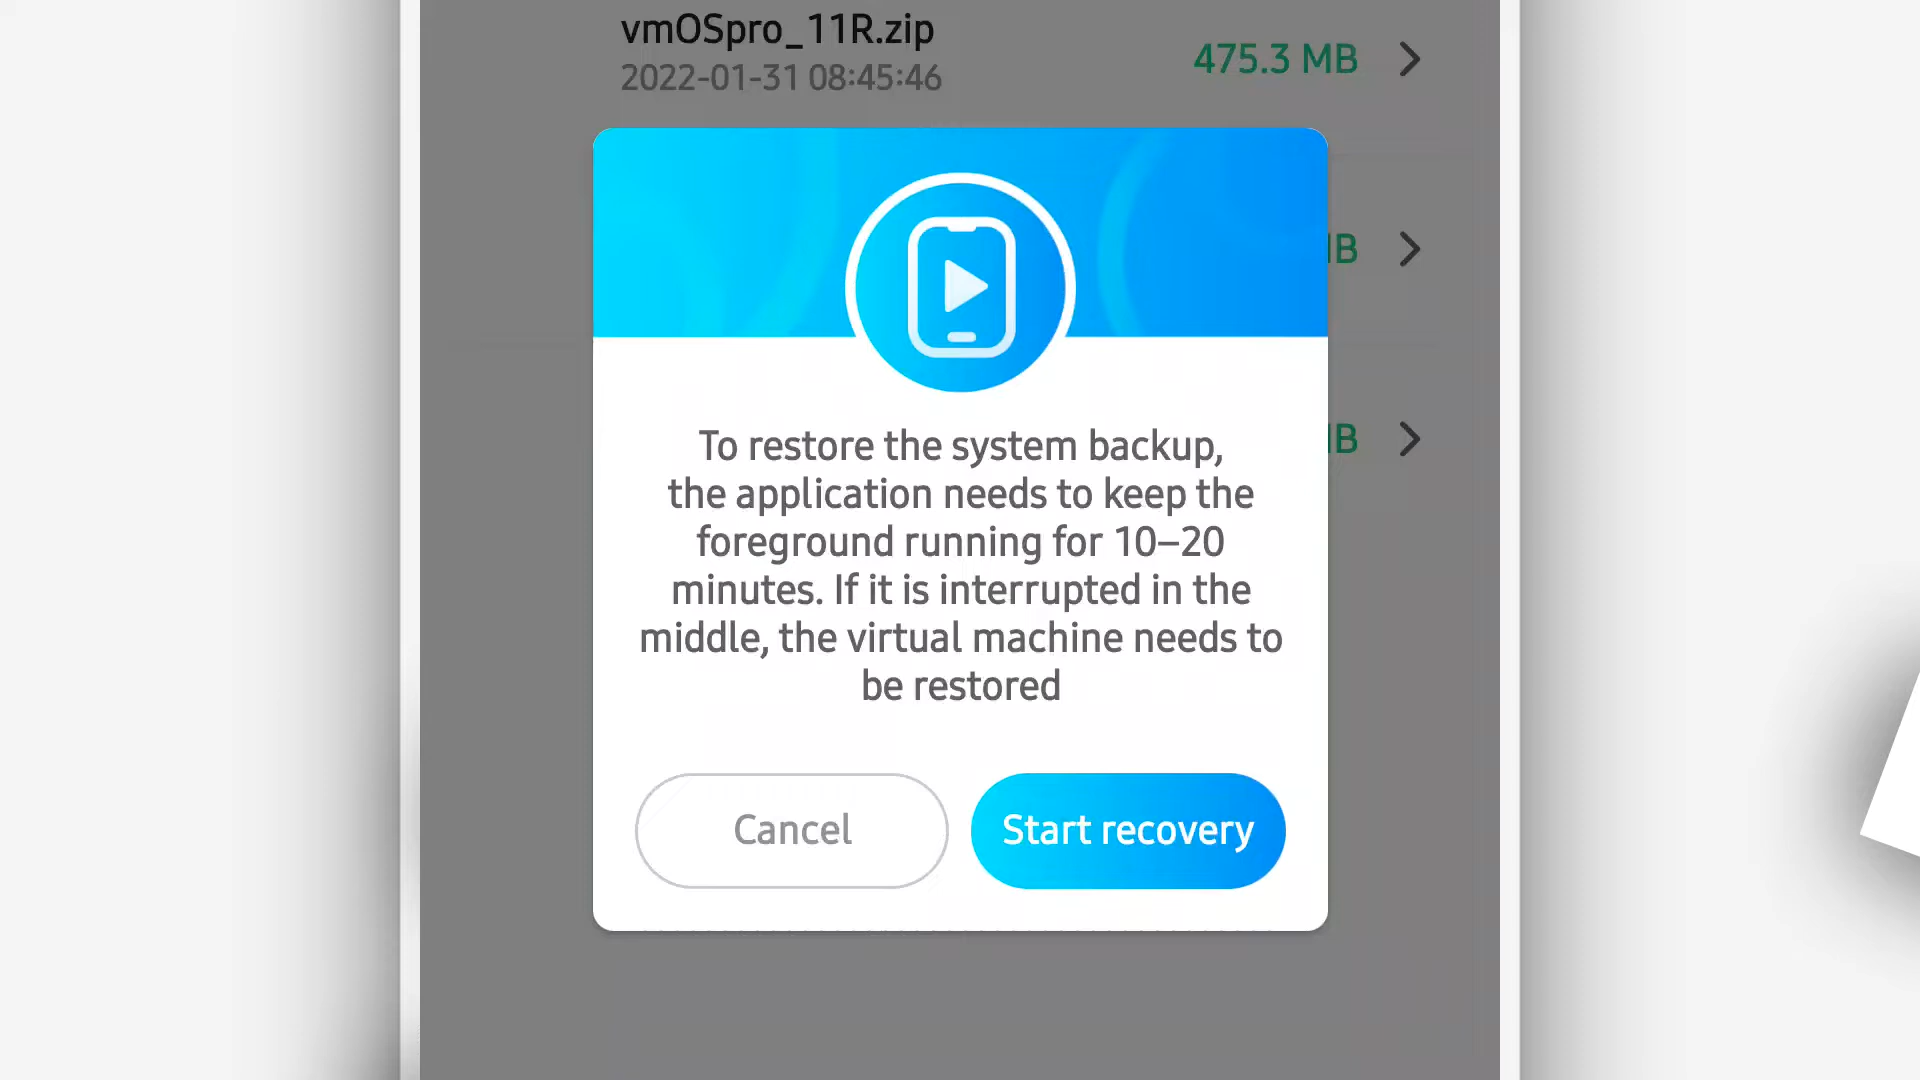 vmOSpro_11R.zip
2022-01-31 08:45:46
475.3 MB
To restore the system backup,
the application needs to keep the
foreground running for 10–20
minutes. If it is interrupted in the
middle, the virtual machine needs to
be restored
Cancel
Start recovery